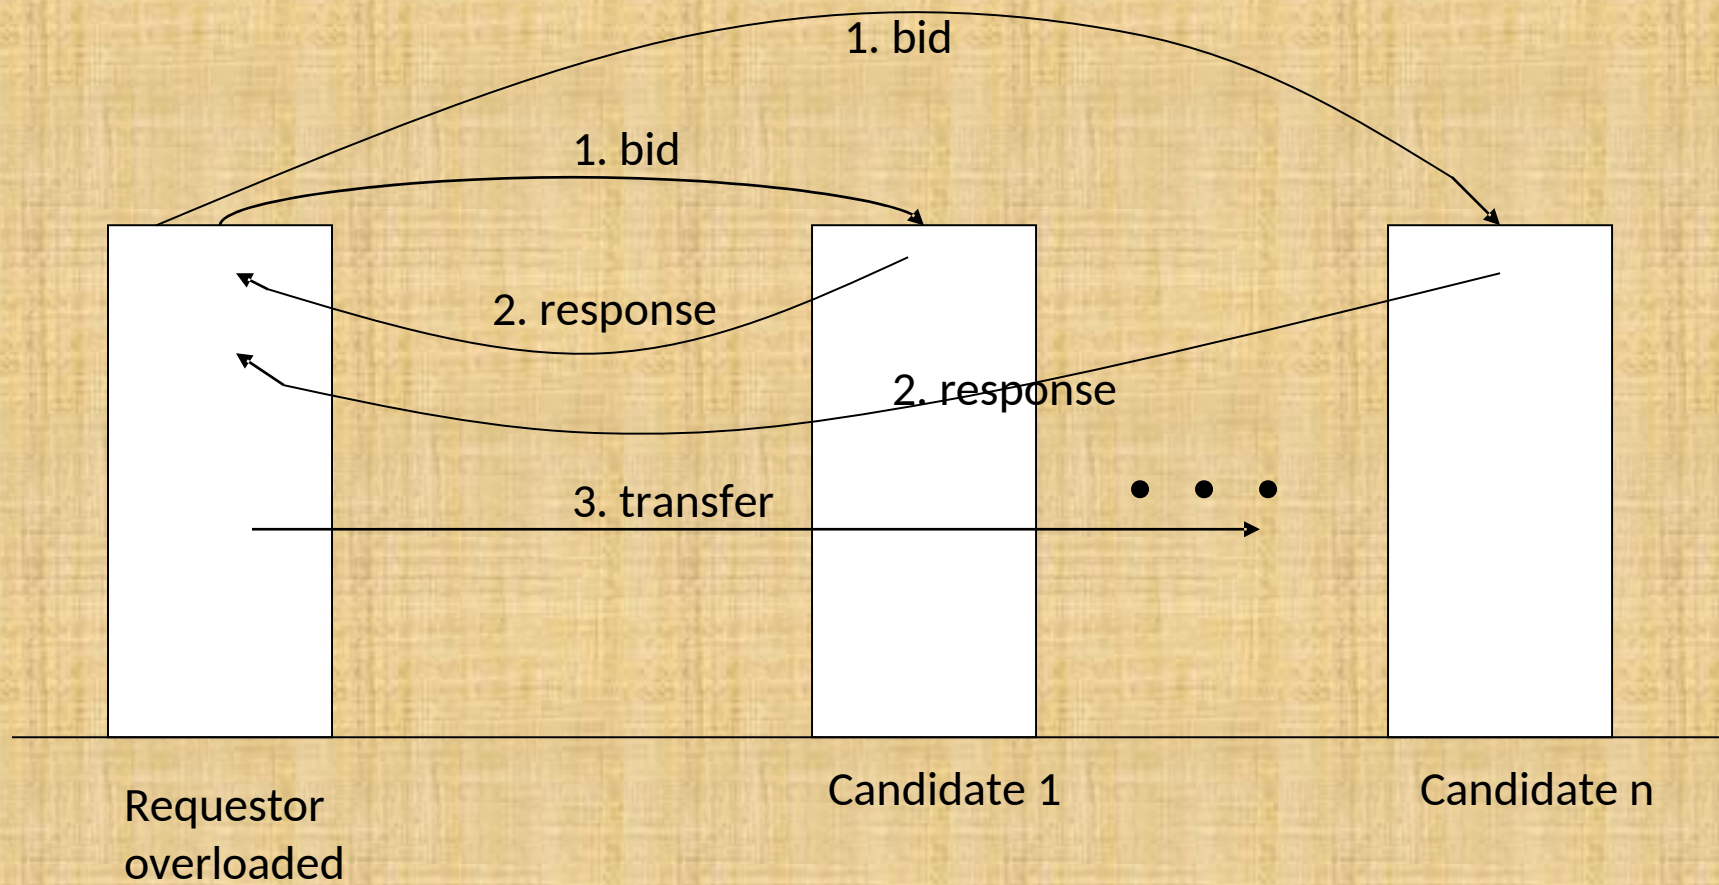 1. bid
1. bid
2. response
2. response
3. transfer
Candidate 1
Candidate n
Requestor
overloaded